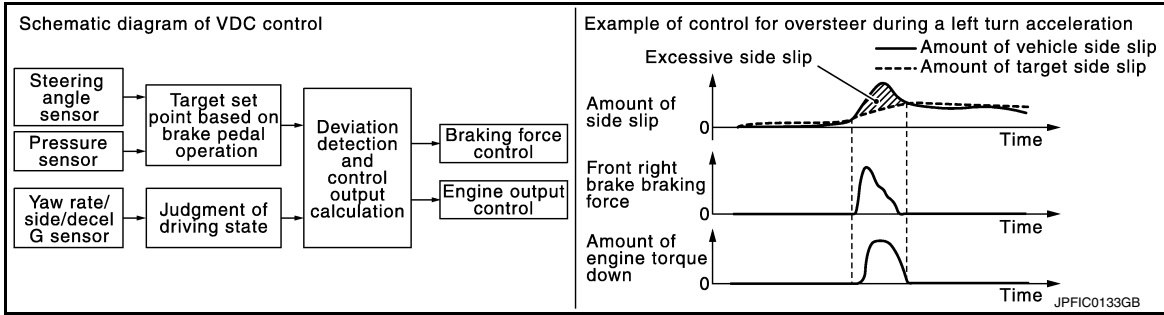 Schematic diagram of VDC control
Steering
angle
sensor
Pressure
sensor
Target set
point based on
brake pedal
operation
Yaw rate/
side/decel
G sensor
Judgment of
driving state
Deviation
detection
and
control
output
calculation
Braking force
control
Engine output
control
Example of control for oversteer during a left turn acceleration
Excessive side slip
Amount of vehicle side slip
Amount of target side slip
Amount of
side slip
0
Time
Front right
brake braking
force
0
Amount of
engine torque
down
0
Time
JPFIC0133GB